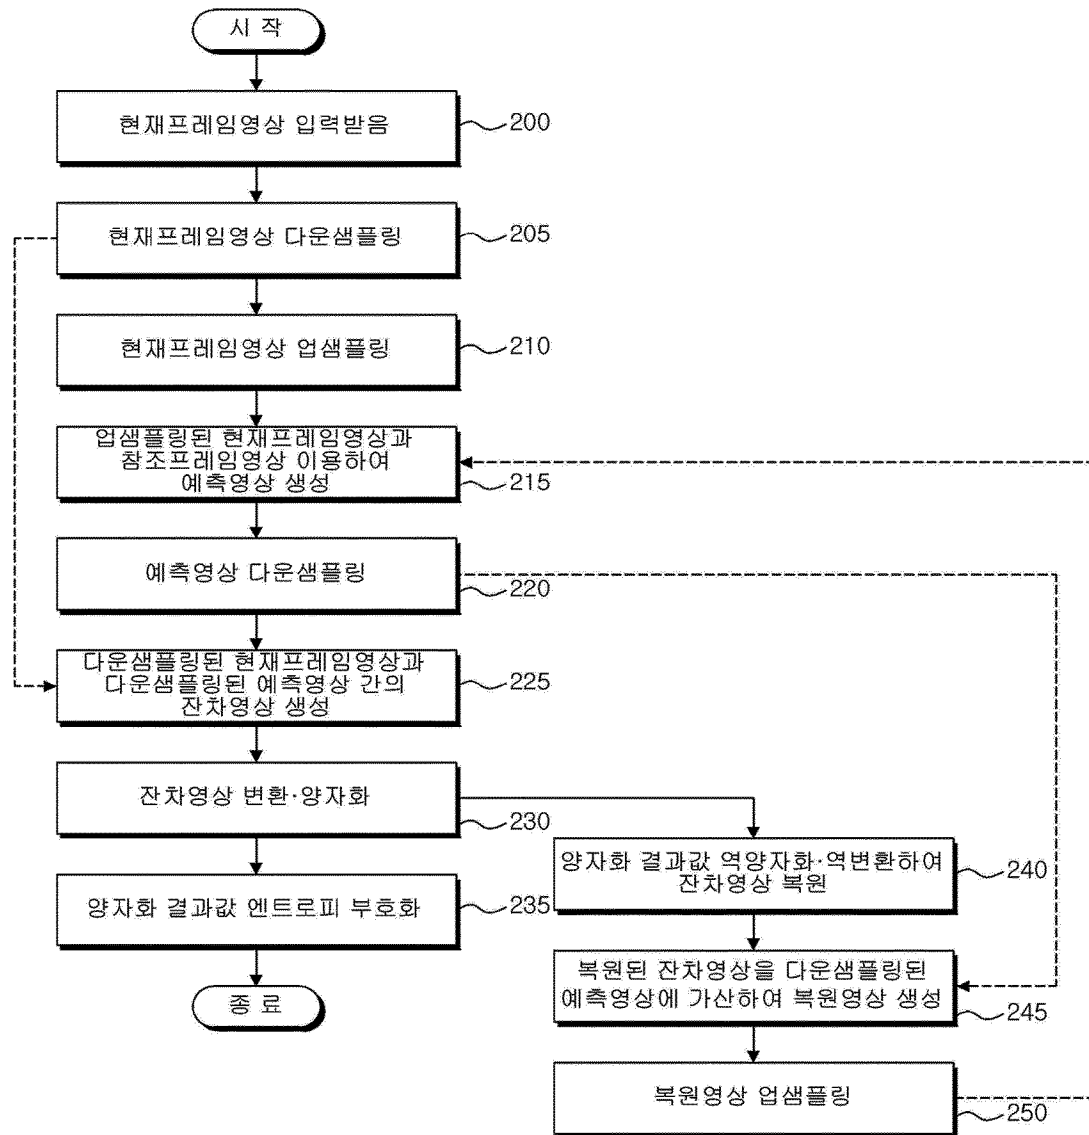 시 작
현재프레임영상 입력받음
200
현재프레임영상 다운샘플링
205
현재프레임영상 업샘플링
210
업샘플링된 현재프레임영상과
참조프레임영상 이용하여
예측영상 생성
215
예측영상 다운샘플링
220
다운샘플링된 현재프레임영상과
다운샘플링된 예측영상 간의
잔차영상 생성
225
잔차영상 변환·양자화
230
양자화 결과값 엔트로피 부호화
235
종 료
양자화 결과값 역양자화·역변환하여
잔차영상 복원
240
복원된 잔차영상을 다운샘플링된
예측영상에 가산하여 복원영상 생성
245
복원영상 업샘플링
250